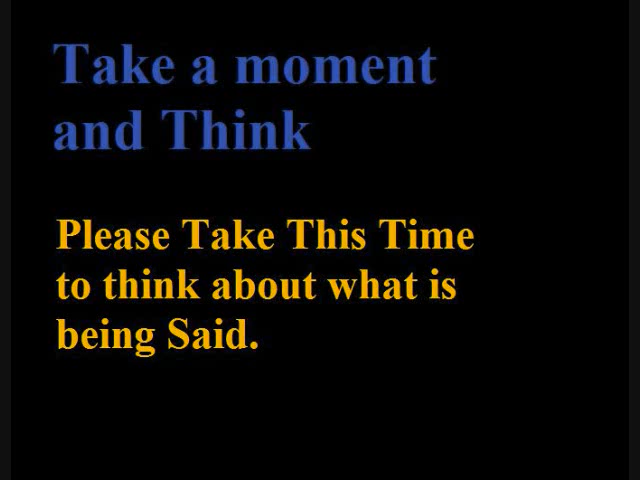 Take a moment
and Think
Please Take This Time
to think about what is
being Said.